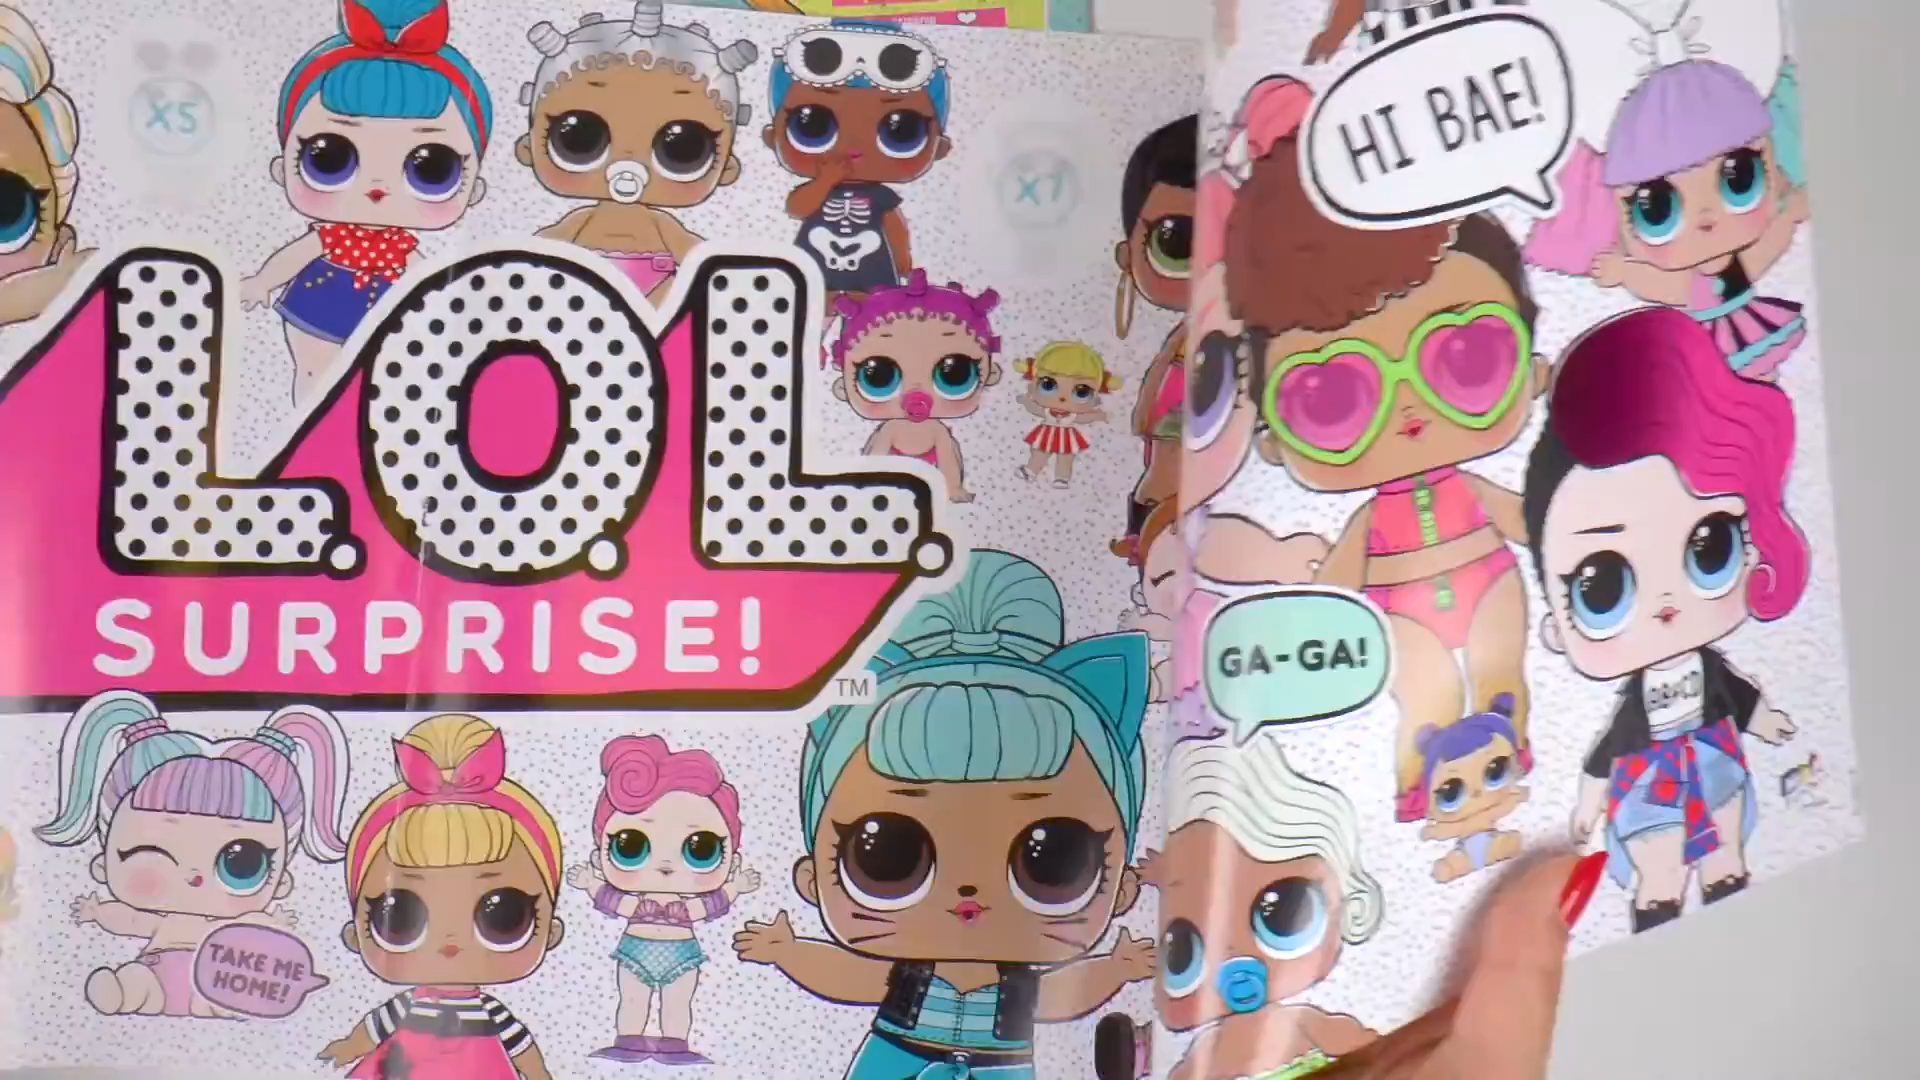 X5
X7
HI BAE!
L.O.L.
SURPRISE!
TM
GA-GA!
TAKE ME
HOME!